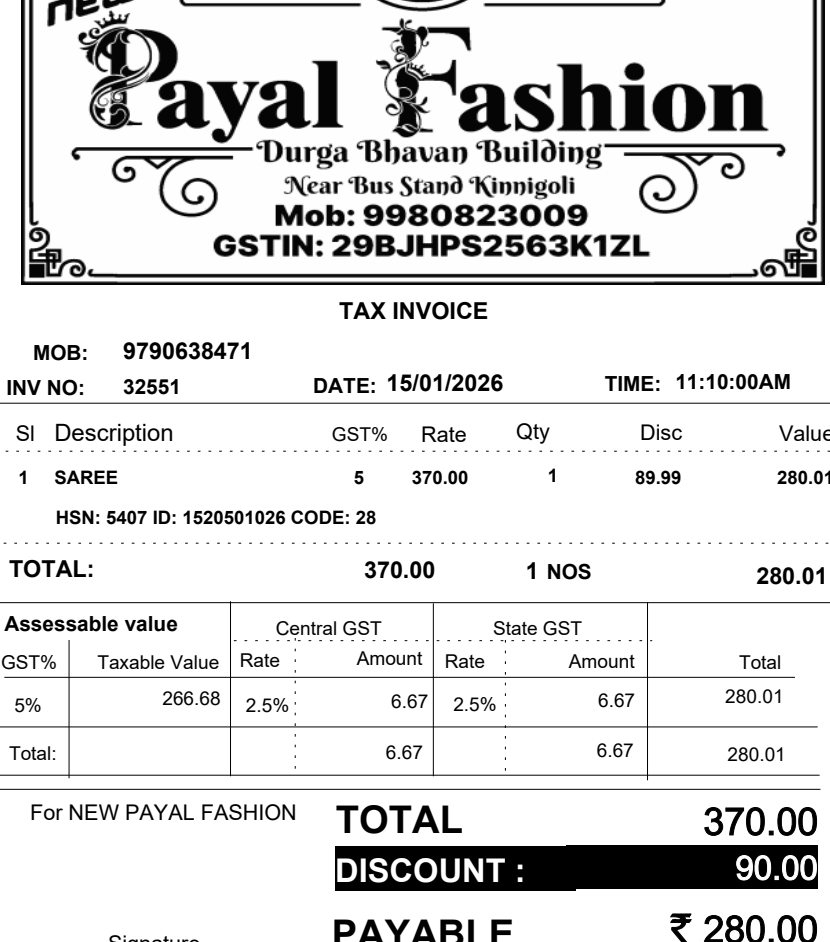 new
Payal Fashion
Durga Bhavan Building
Near Bus Stand Kinnigoli
Mob: 9980823009
GSTIN: 29BJHPS2563K1ZL
TAX INVOICE
MOB: 9790638471
INV NO: 32551 DATE: 15/01/2026 TIME: 11:10:00AM
Sl Description GST% Rate Qty Disc Value
1 SAREE 5 370.00 1 89.99 280.01
HSN: 5407 ID: 1520501026 CODE: 28
TOTAL: 370.00 1 NOS 280.01
Assessable value Central GST State GST
GST% Taxable Value Rate Amount Rate Amount Total
5% 266.68 2.5% 6.67 2.5% 6.67 280.01
Total: 6.67 6.67 280.01
For NEW PAYAL FASHION TOTAL 370.00
DISCOUNT : 90.00
Signature PAYABLE ₹ 280.00